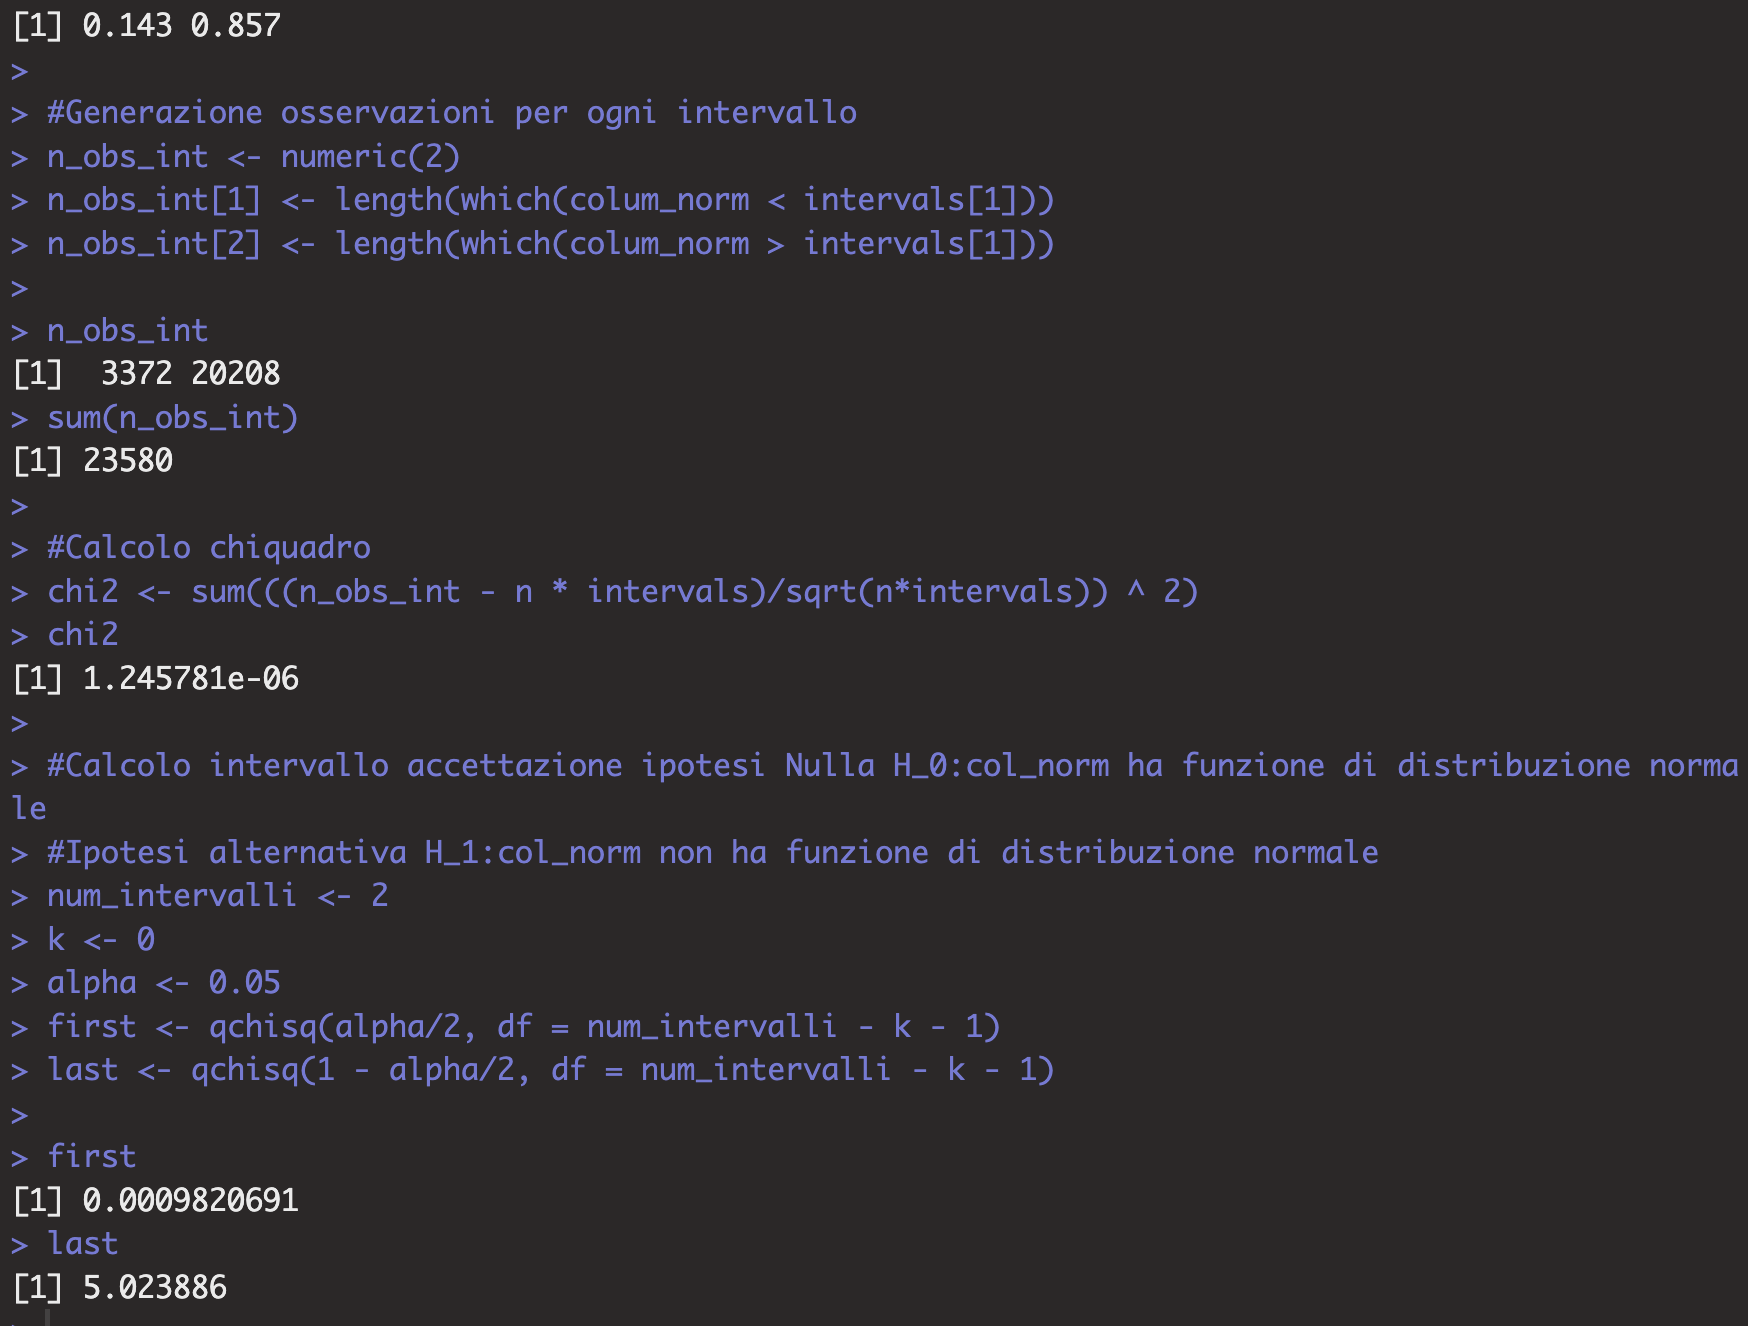 [1] 0.143 0.857
>
> #Generazione osservazioni per ogni intervallo
> n_obs_int <- numeric(2)
> n_obs_int[1] <- length(which(colum_norm < intervals[1]))
> n_obs_int[2] <- length(which(colum_norm > intervals[1]))
>
> n_obs_int
[1]  3372 20208
> sum(n_obs_int)
[1] 23580
>
> #Calcolo chiquadro
> chi2 <- sum(((n_obs_int - n * intervals)/sqrt(n*intervals)) ^ 2)
> chi2
[1] 1.245781e-06
>
> #Calcolo intervallo accettazione ipotesi Nulla H_0:col_norm ha funzione di distribuzione norma
le
> #Ipotesi alternativa H_1:col_norm non ha funzione di distribuzione normale
> num_intervalli <- 2
> k <- 0
> alpha <- 0.05
> first <- qchisq(alpha/2, df = num_intervalli - k - 1)
> last <- qchisq(1 - alpha/2, df = num_intervalli - k - 1)
>
> first
[1] 0.0009820691
> last
[1] 5.023886
>